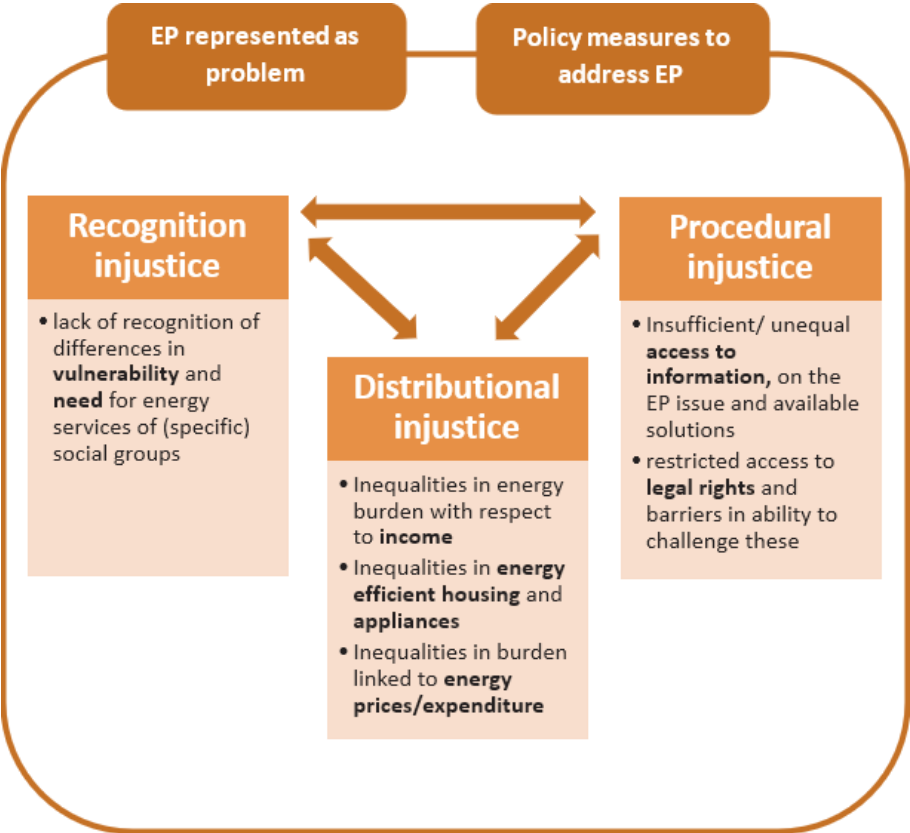 EP represented as
problem
Policy measures to
address EP
Recognition
injustice
• lack of recognition of
differences in
vulnerability and
need for energy
services of (specific)
social groups
Distributional
injustice
• Inequalities in energy
burden with respect
to income
• Inequalities in energy
efficient housing and
appliances
• Inequalities in burden
linked to energy
prices/expenditure
Procedural
injustice
• Insufficient/ unequal
access to
information, on the
EP issue and available
solutions
• restricted access to
legal rights and
barriers in ability to
challenge these